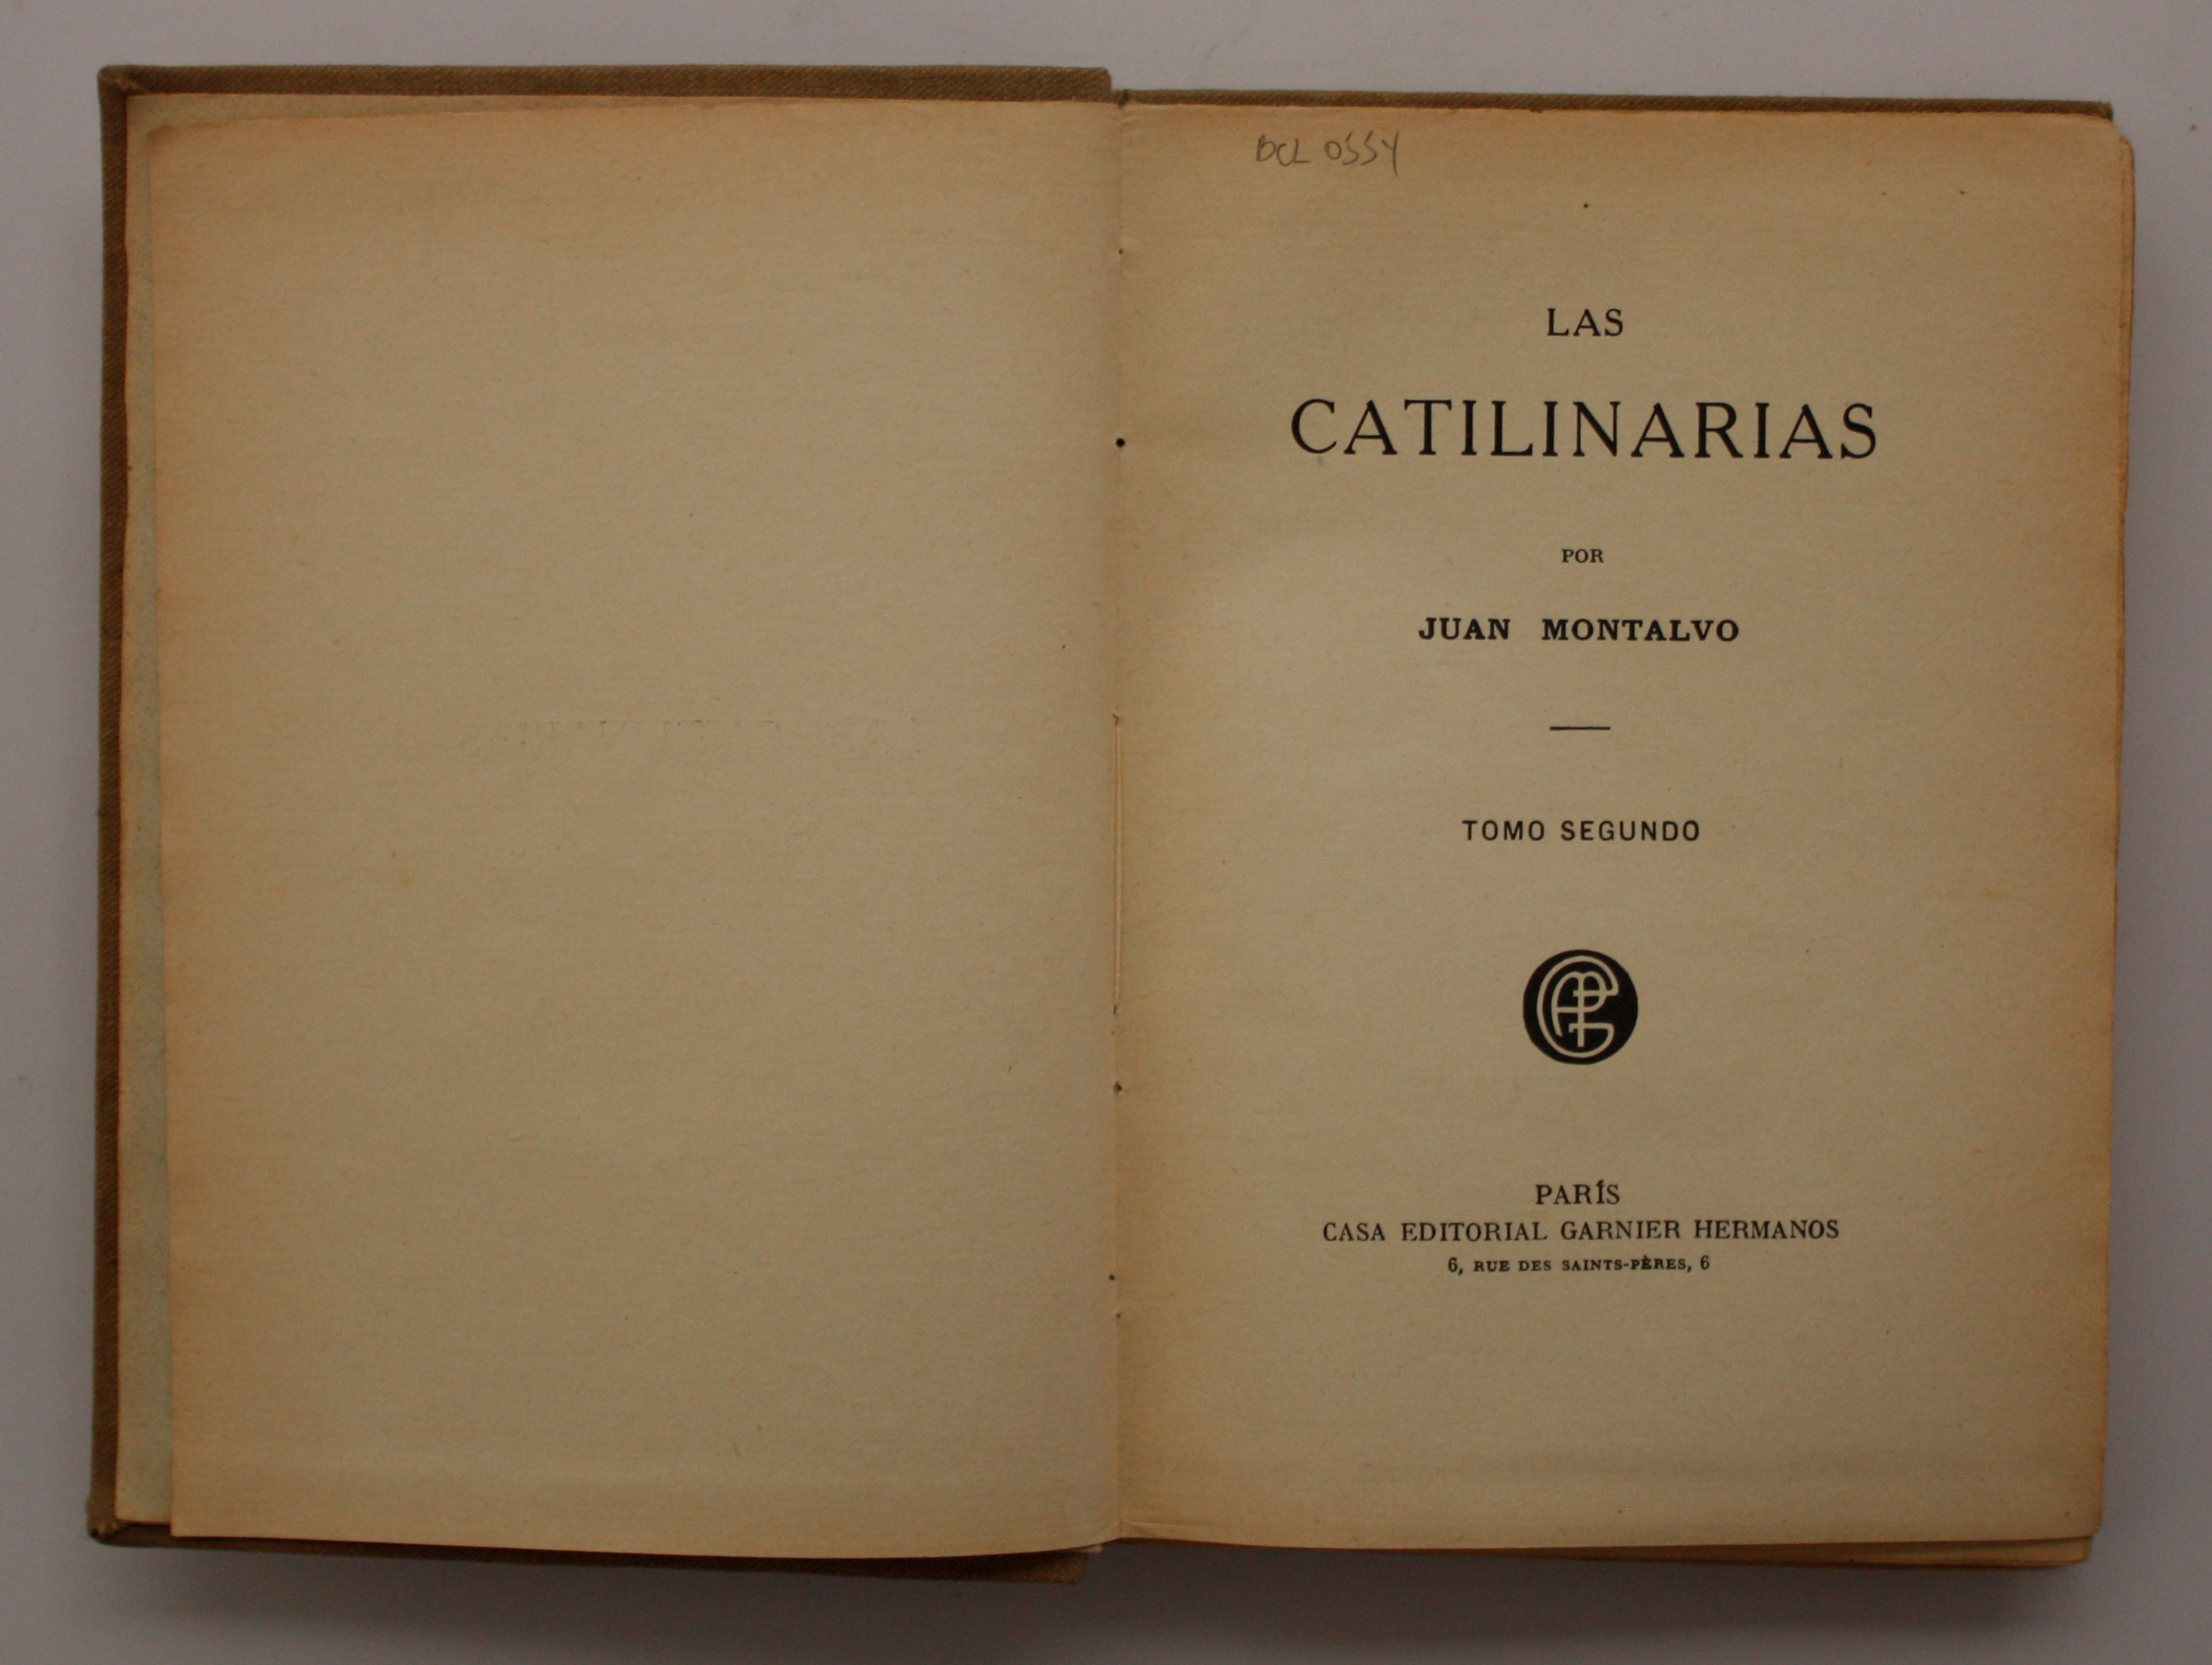 BCL 0554
LAS
CATILINARIAS
POR
JUAN MONTALVO
TOMO SEGUNDO
PARÍS
CASA EDITORIAL GARNIER HERMANOS
6, RUE DES SAINTS-PÈRES, 6